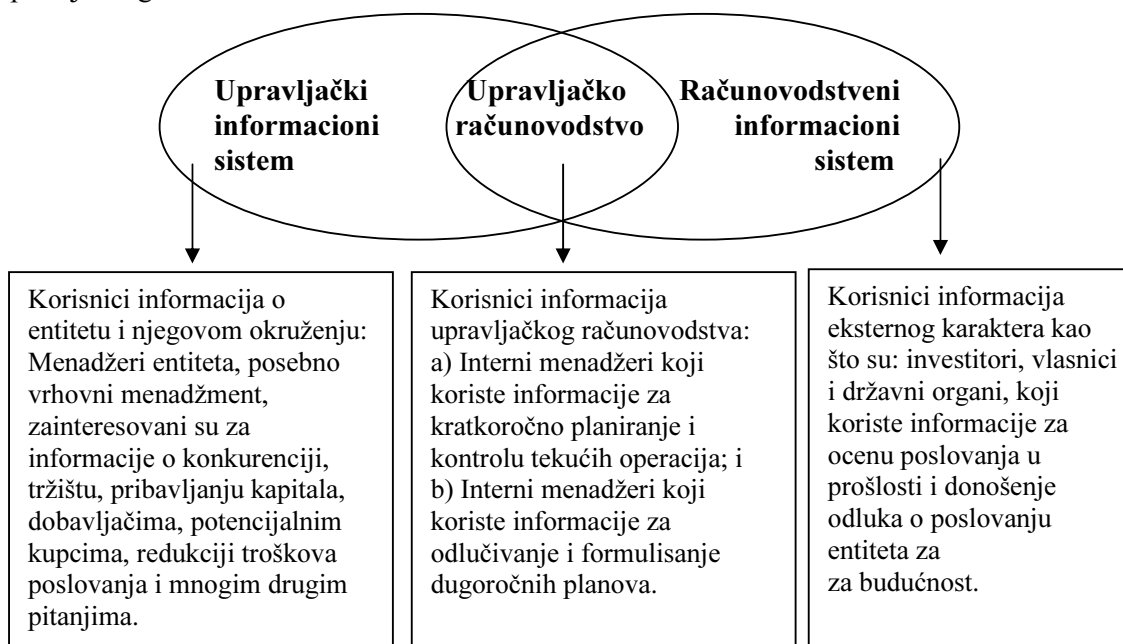 Upravljački
informacioni
sistem
Upravljačko
računovodstvo
Računovodstveni
informacioni
sistem
Korisnici informacija o
entitetu i njegovom okruženju:
Menadžeri entiteta, posebno
vrhovni menadžment,
zainteresovani su za
informacije o konkurenciji,
tržištu, pribavljanju kapitala,
dobavljačima, potencijalnim
kupcima, redukciji troškova
poslovanja i mnogim drugim
pitanjima.
Korisnici informacija
upravljačkog računovodstva:
a) Interni menadžeri koji
koriste informacije za
kratkoročno planiranje i
kontrolu tekućih operacija; i
b) Interni menadžeri koji
koriste informacije za
odlučivanje i formulisanje
dugoročnih planova.
Korisnici informacija
eksternog karaktera kao
što su: investitori, vlasnici
i državni organi, koji
koriste informacije za
ocenu poslovanja u
prošlosti i donošenje
odluka o poslovanju
entiteta za
za budućnost.